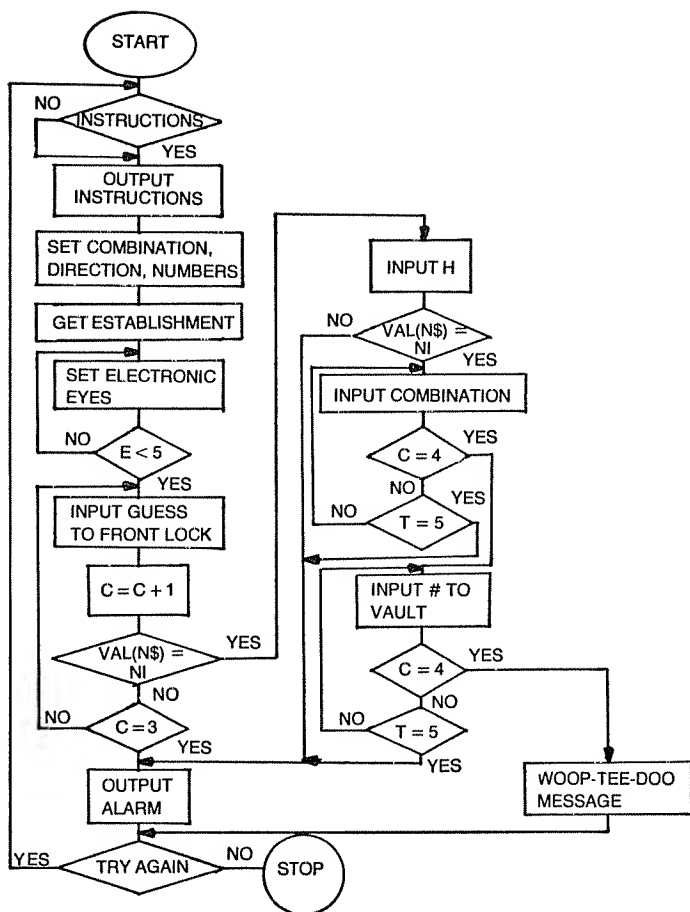 START
NO
INSTRUCTIONS
YES
OUTPUT
INSTRUCTIONS
SET COMBINATION,
DIRECTION, NUMBERS
GET ESTABLISHMENT
SET ELECTRONIC
EYES
NO
E < 5
YES
INPUT GUESS
TO FRONT LOCK
C = C + 1
VAL(N$) =
NI
YES
NO
NO
C = 3
YES
OUTPUT
ALARM
YES
TRY AGAIN
NO
STOP
INPUT H
NO
VAL(N$) =
NI
YES
INPUT COMBINATION
C = 4
YES
NO
YES
NO
T = 5
INPUT # TO
VAULT
C = 4
YES
NO
NO
T = 5
YES
WOOP-TEE-DOO
MESSAGE